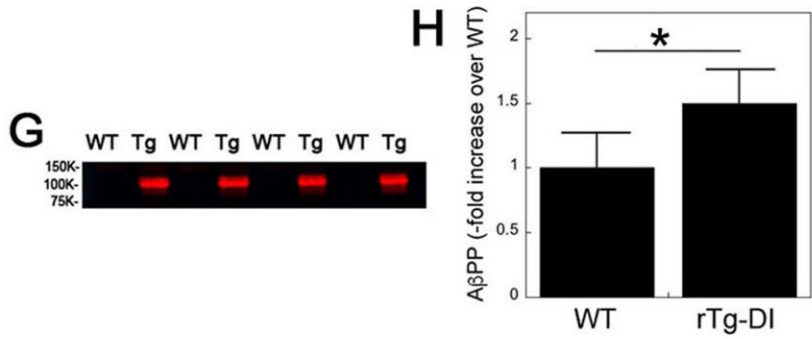 G
WT Tg WT Tg WT Tg WT Tg
150K-
100K-
75K-
H
AβPP (-fold increase over WT)
2
1.5
1
0.5
0
*
WT rTg-DI